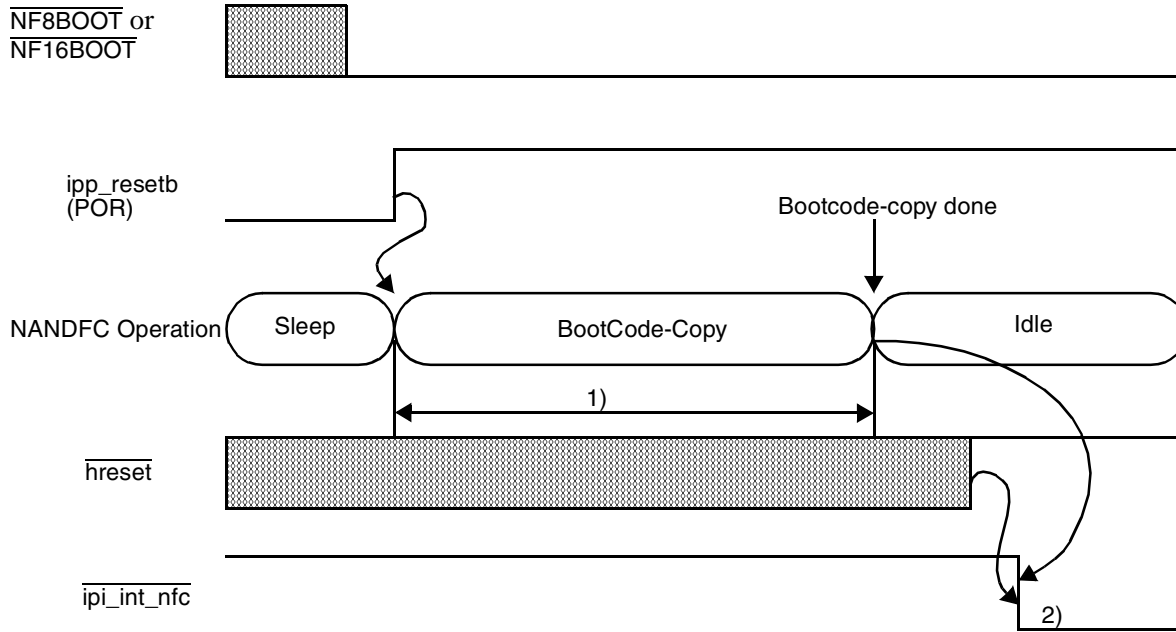 NF8BOOT or
NF16BOOT
ipp_resetb
(POR)
Bootcode-copy done
NANDFC Operation
Sleep
BootCode-Copy
Idle
1)
hreset
ipi_int_nfc
2)